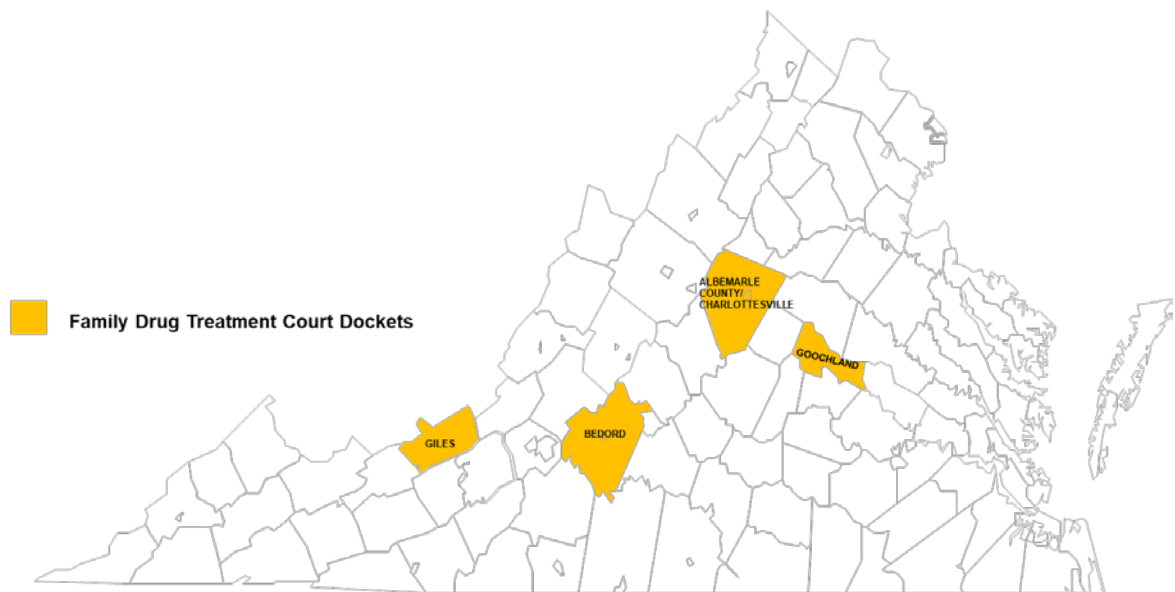 ALBEMARLE
COUNTY/
CHARLOTTESVILLE
Family Drug Treatment Court Dockets
GOOCHLAND
BEDORD
GILES